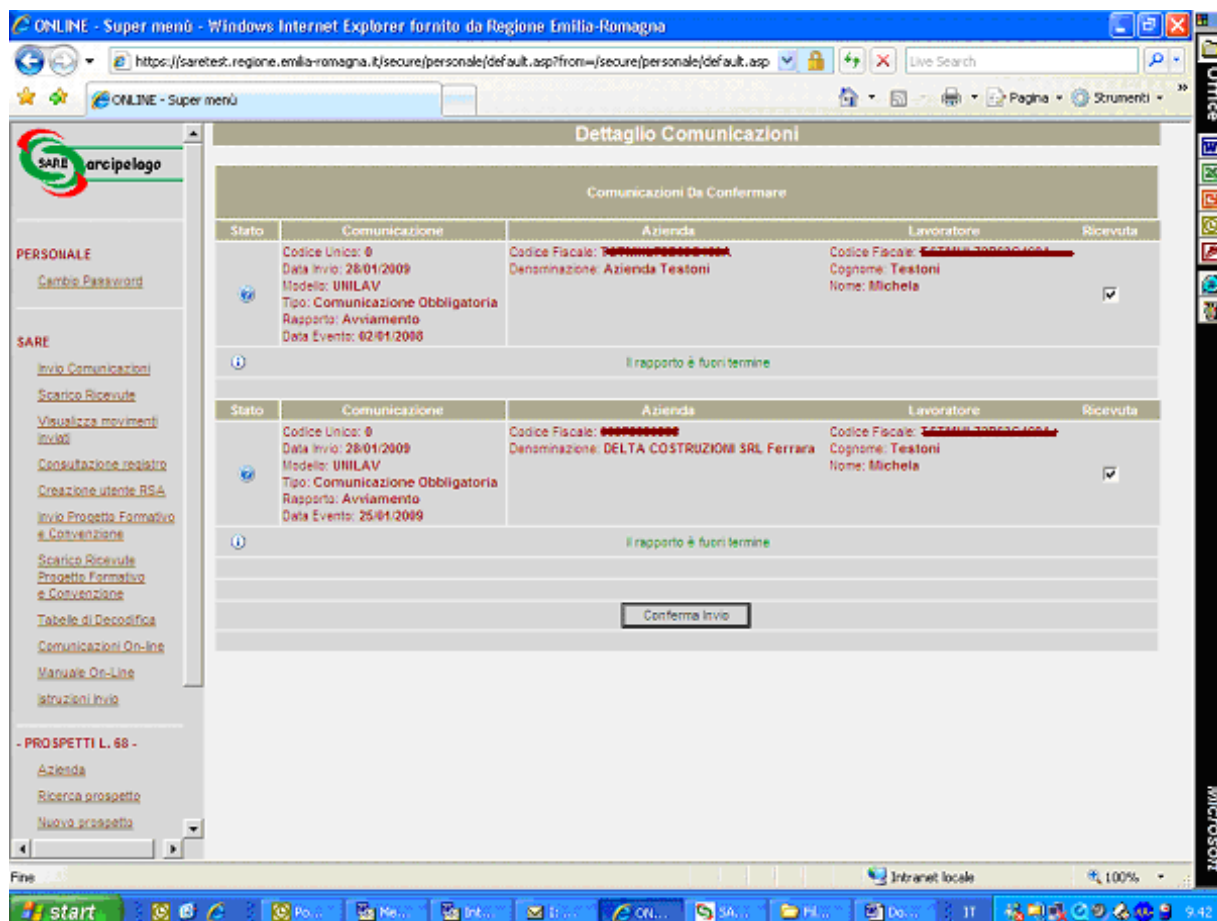 ONLINE - Super menù - Windows Internet Explorer fornito da Regione Emilia-Romagna
https://saretest.regione.emilia-romagna.it/secure/personale/default.asp?from=/secure/personale/default.asp
Live Search
ONLINE - Super menù
Pagina
Strumenti
Office
SARE arcipelago
PERSONALE
Cambio Password
SARE
Invio Comunicazioni
Scarico Ricevute
Visualizza movimenti
inviati
Consultazione registro
Creazione utente RSA
Invio Progetto Formativo
e Convenzione
Scarico Ricevute
Progetto Formativo
e Convenzione
Tabelle di Decodifica
Comunicazioni On-line
Manuale On-Line
Istruzioni Invio
- PROSPETTI L. 68 -
Azienda
Ricerca prospetto
Nuovo prospetto
Dettaglio Comunicazioni
Comunicazioni Da Confermare
Stato Comunicazione Azienda Lavoratore Ricevuta
Codice Unico: 0
Data Invio: 28/01/2009
Modello: UNILAV
Tipo: Comunicazione Obbligatoria
Rapporto: Avviamento
Data Evento: 02/01/2008
Codice Fiscale:
Denominazione: Azienda Testoni
Codice Fiscale:
Cognome: Testoni
Nome: Michela
Il rapporto è fuori termine
Stato Comunicazione Azienda Lavoratore Ricevuta
Codice Unico: 0
Data Invio: 28/01/2009
Modello: UNILAV
Tipo: Comunicazione Obbligatoria
Rapporto: Avviamento
Data Evento: 25/01/2009
Codice Fiscale:
Denominazione: DELTA COSTRUZIONI SRL Ferrara
Codice Fiscale:
Cognome: Testoni
Nome: Michela
Il rapporto è fuori termine
Conferma Invio
Microsoft
Fine
Intranet locale
100%
start
Po...
Me...
Int...
ON...
SA...
Do...
IT
9.42